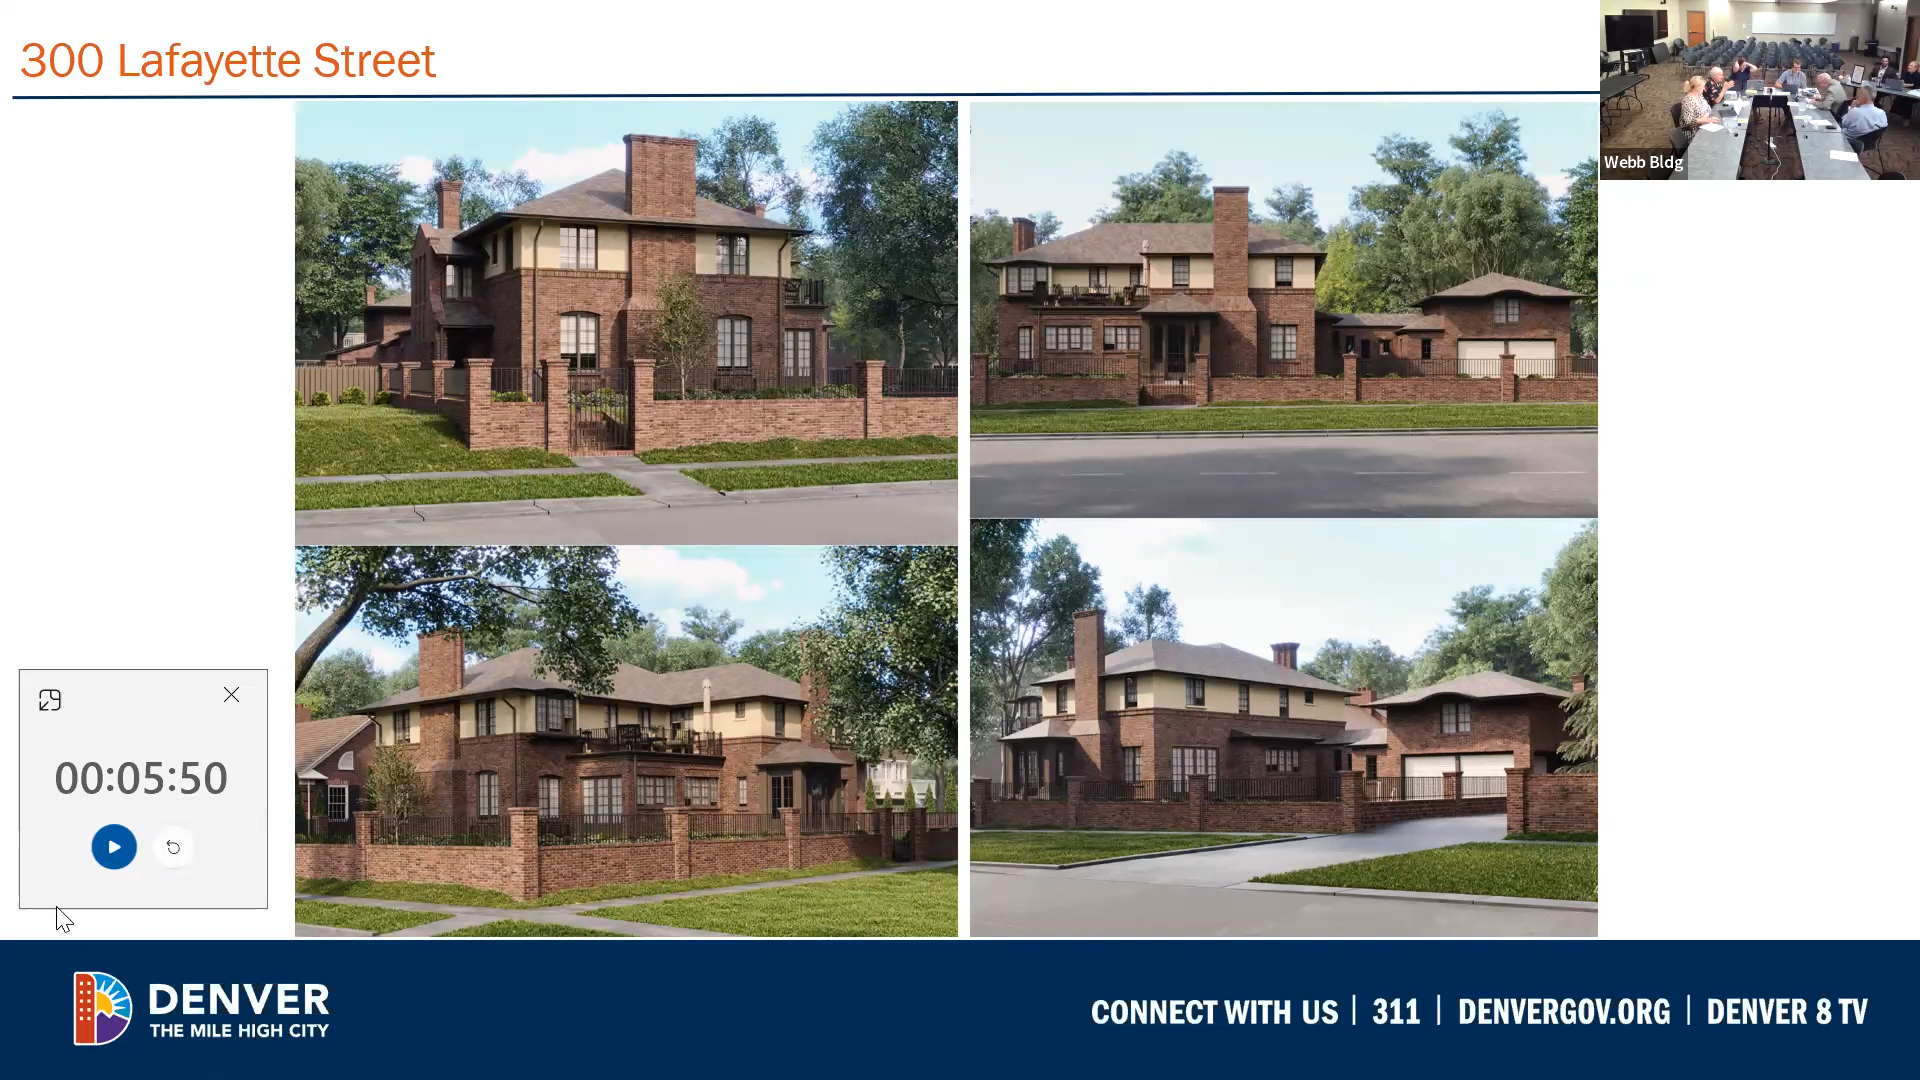 300 Lafayette Street
Webb Bldg
00:05:50
DENVER
THE MILE HIGH CITY
CONNECT WITH US | 311 | DENVERGOV.ORG | DENVER 8 TV